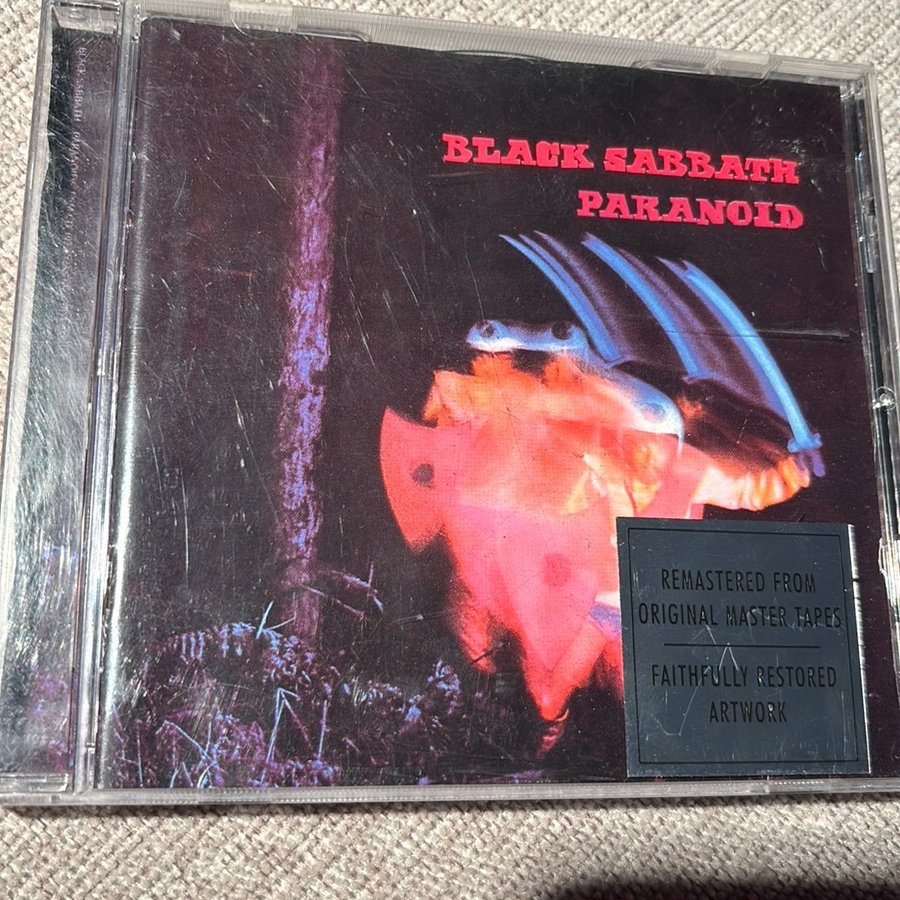 BLACK SABBATH
PARANOID
REMASTERED FROM
ORIGINAL MASTER TAPES
FAITHFULLY RESTORED
ARTWORK